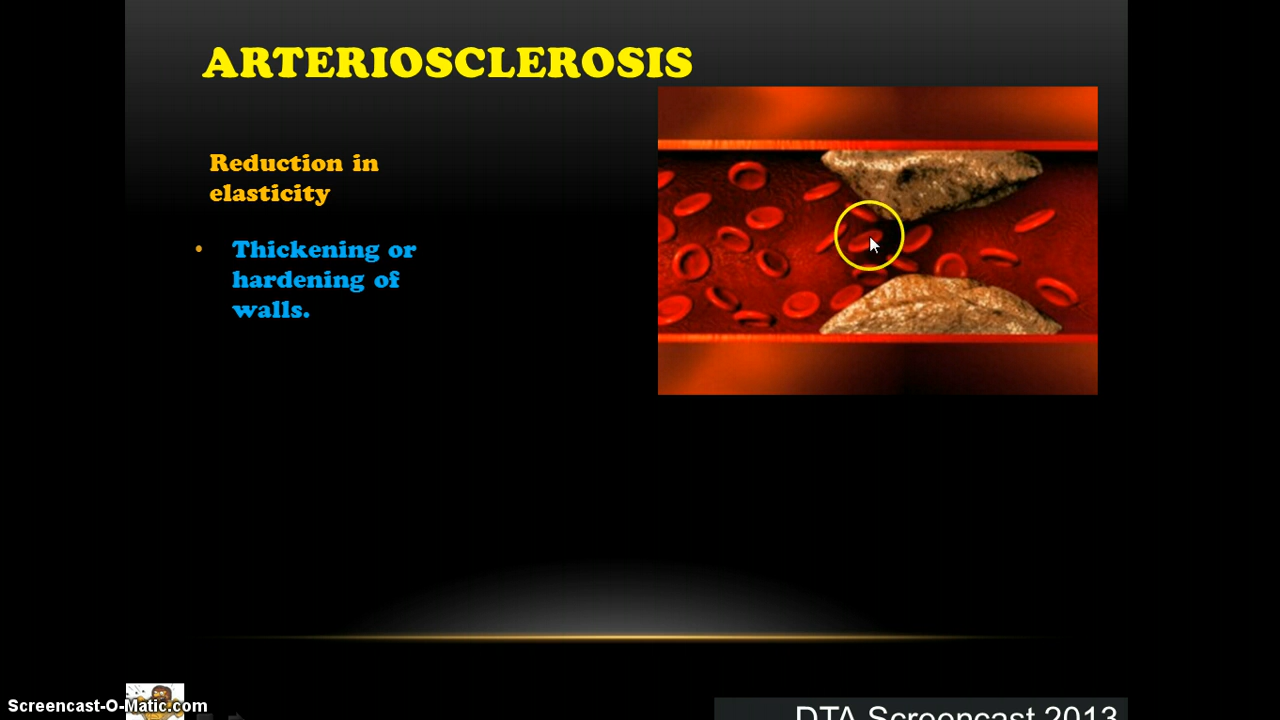 ARTERIOSCLEROSIS
Reduction in
elasticity
• Thickening or
hardening of
walls.
Screencast-O-Matic.com
DTA Screencast 2013